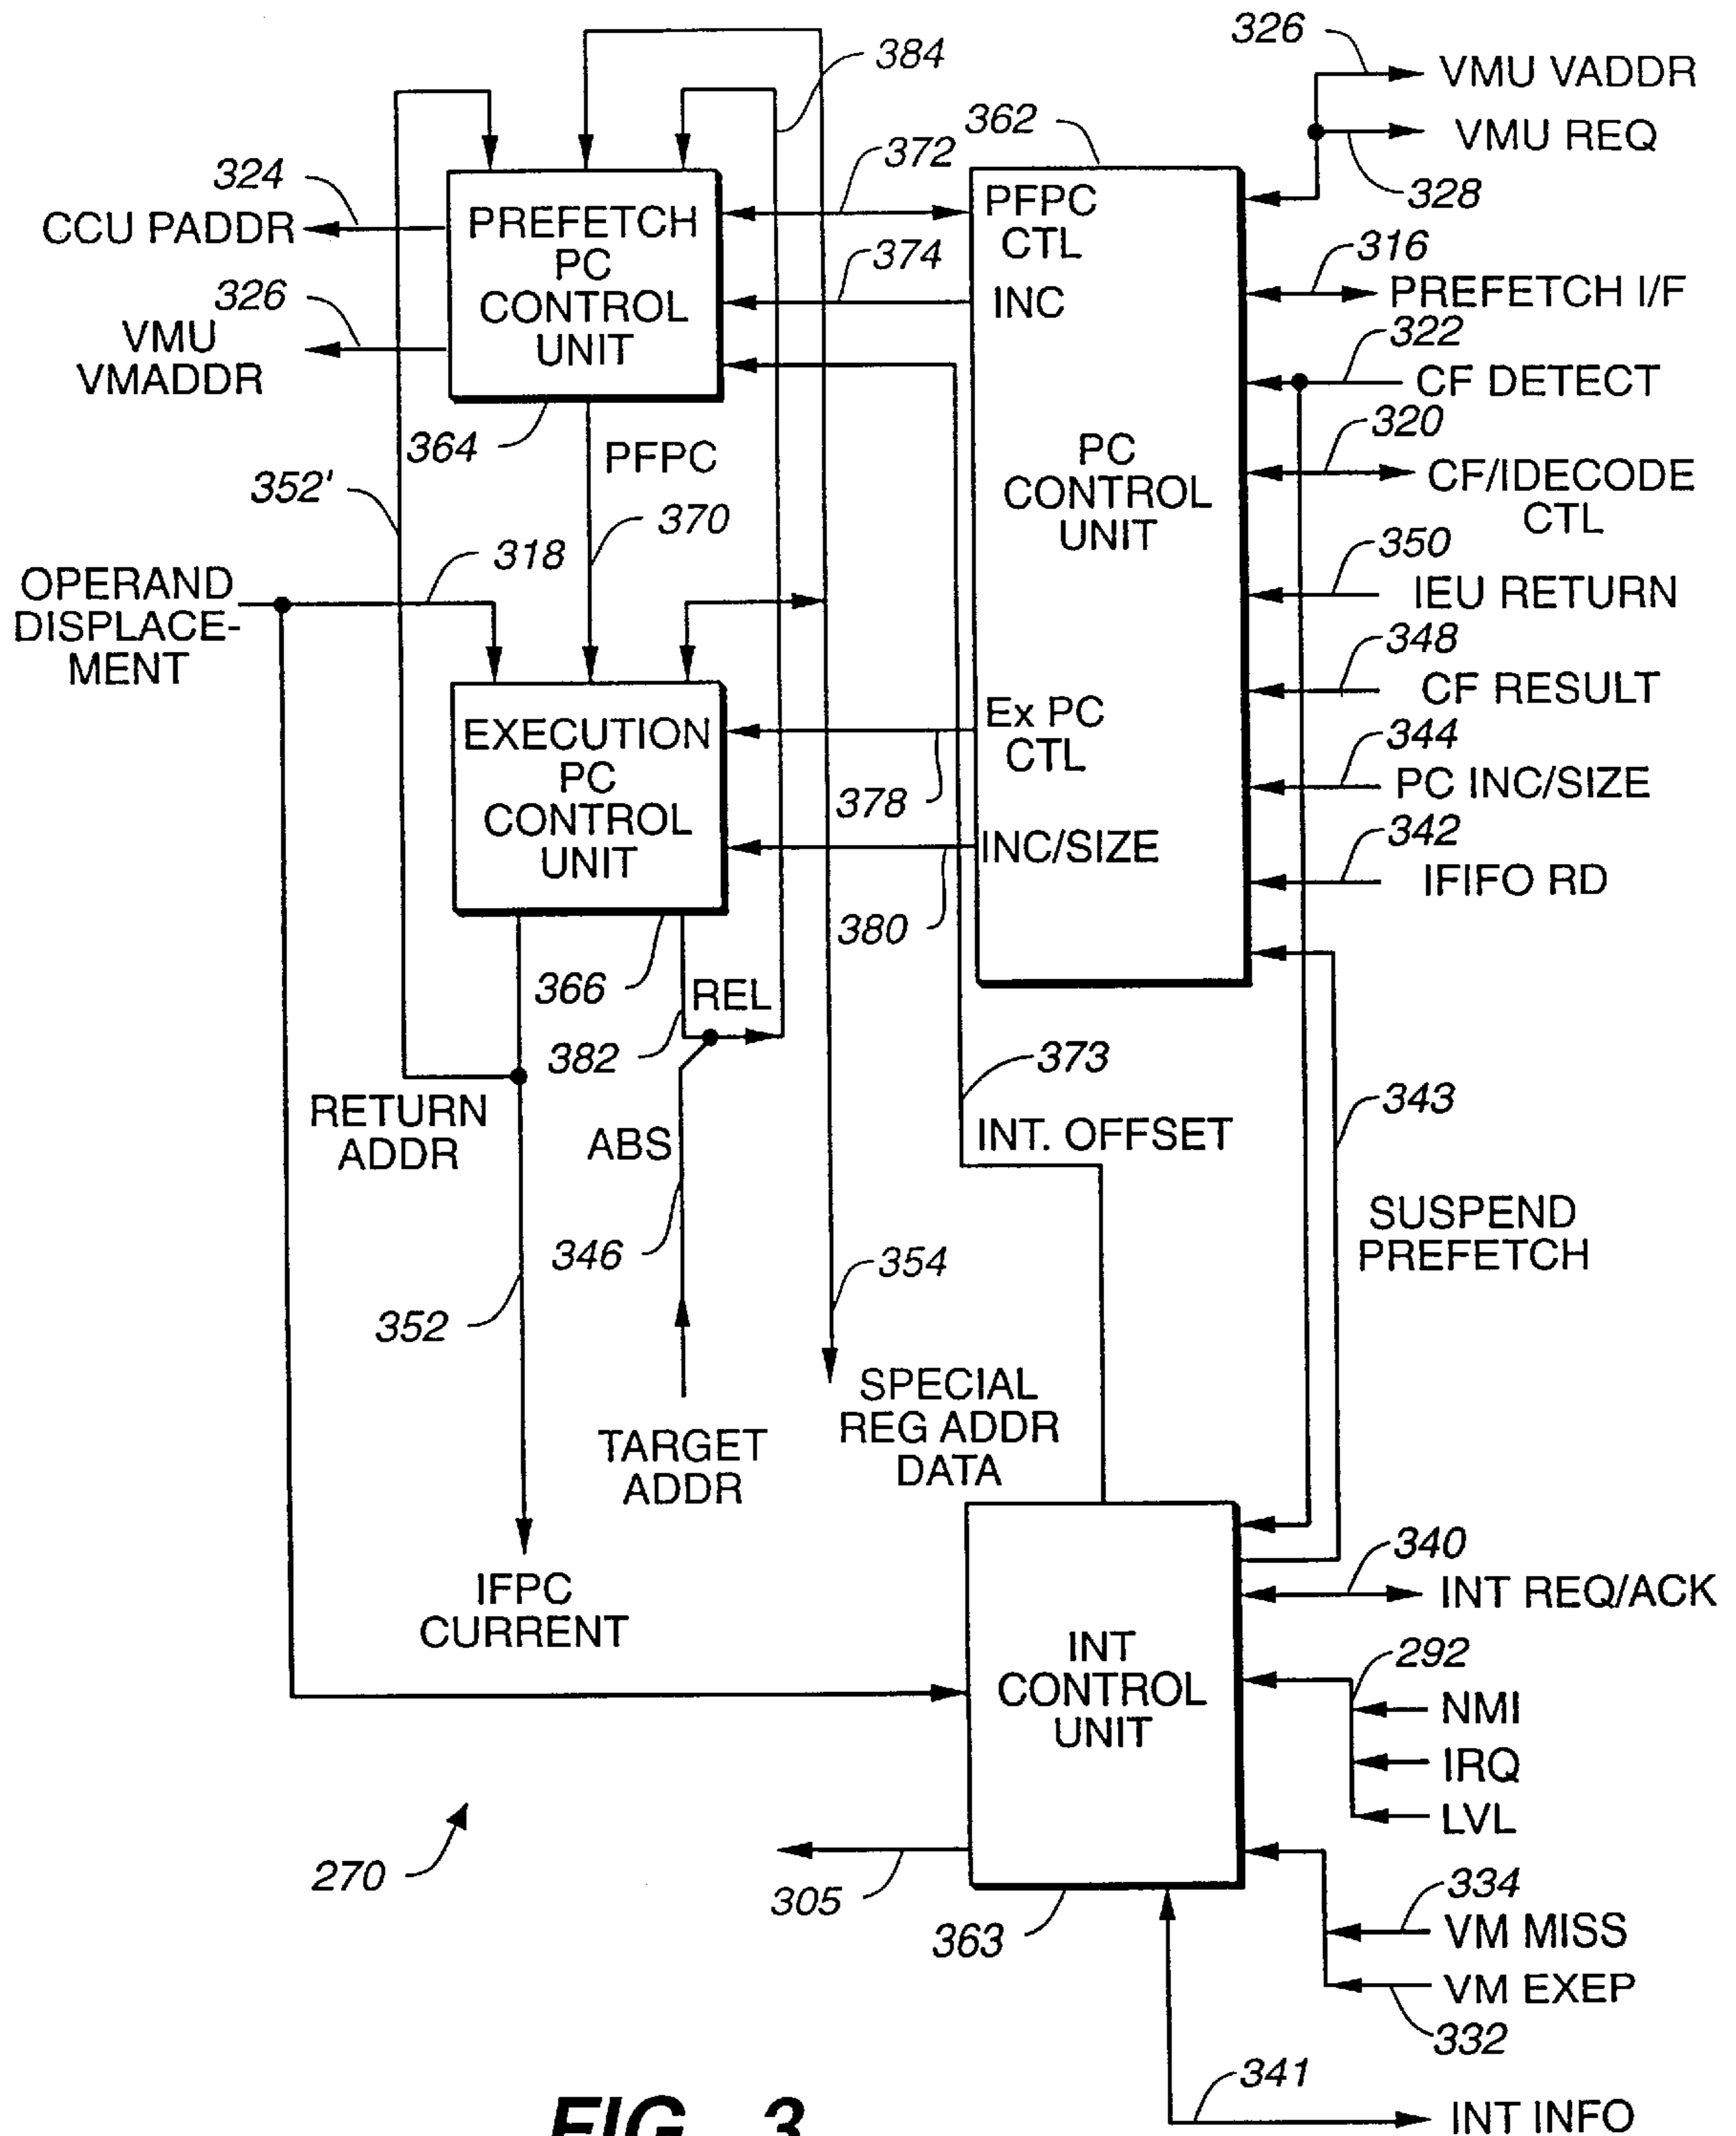 326
VMU VADDR
VMU REQ
328
384
362
372
324
CCU PADDR
PREFETCH
PC
CONTROL
UNIT
PFPC
CTL
374
INC
316
PREFETCH I/F
326
VMU
VMADDR
322
CF DETECT
364
PFPC
352'
370
PC
CONTROL
UNIT
320
CF/IDECODE
CTL
318
OPERAND
DISPLACE-
MENT
350
IEU RETURN
348
CF RESULT
EXECUTION
PC
CONTROL
UNIT
Ex PC
CTL
378
344
PC INC/SIZE
INC/SIZE
342
IFIFO RD
380
366
REL
382
373
343
RETURN
ADDR
ABS
INT. OFFSET
SUSPEND
PREFETCH
346
354
352
SPECIAL
REG ADDR
DATA
TARGET
ADDR
IFPC
CURRENT
340
INT REQ/ACK
INT
CONTROL
UNIT
292
NMI
IRQ
LVL
270
305
363
334
VM MISS
VM EXEP
332
341
INT INFO
FIG. 3